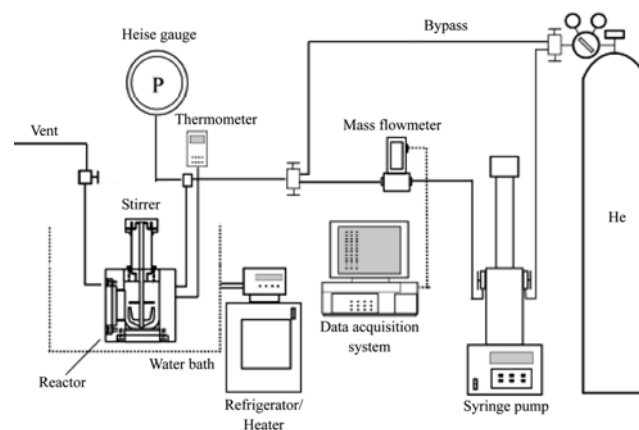 Heise gauge
Bypass
P
Thermometer
Mass flowmeter
Vent
Stirrer
He
Data acquisition
system
Water bath
Reactor
Refrigerator/
Heater
Syringe pump